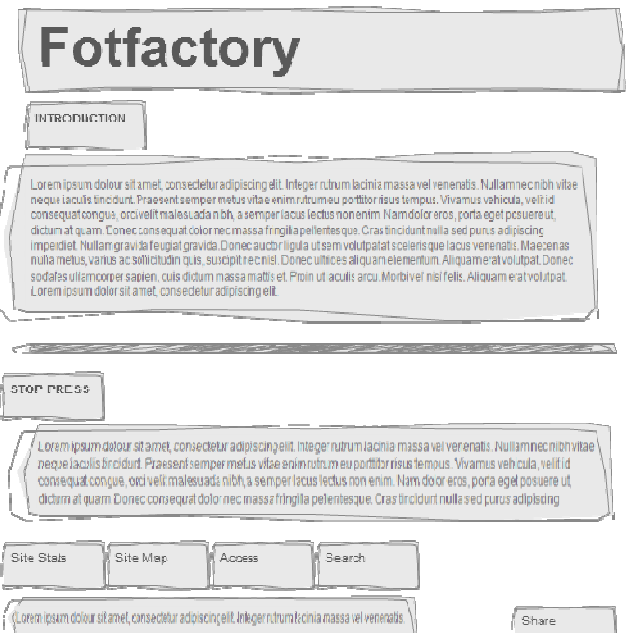 Fotfactory
INTRODUCTION
Lorem ipsum dolour sit amet, consectetur adipiscing elit. Integer rutrum lacinia massa vel venenatis. Nullam nec nibh vitae
neque iaculis tincidunt. Praesent semper metus vitae enim rutrum eu porttitor risus tempus. Vivamus vehicula, velit id
consequat congue, orci velit malesuada nibh, a semper lacus lectus non enim. Nam dolor eros, porta eget posuere ut,
dictum at quam. Donec consequat dolor nec massa fringilla pellentesque. Cras tincidunt nulla sed purus adipiscing
imperdiet. Nullam gravida feugiat gravida. Donec auctor ligula ut sem volutpat at scelerisque lacus venenatis. Maecenas
nulla metus, varius ac sollicitudin quis, suscipit nec nisl. Donec ultrices aliquam elementum. Aliquam erat volutpat. Donec
sodales ullamcorper sapien, quis dictum massa mattis et. Proin ut iaculis arcu. Morbi vel nisl felis. Aliquam erat volutpat.
Lorem ipsum dolor sit amet, consectetur adipiscing elit.
STOP PRESS
Lorem ipsum dolour sit amet, consectetur adipiscing elit. Integer rutrum lacinia massa vel venenatis. Nullam nec nibh vitae
neque iaculis tincidunt. Praesent semper metus vitae enim rutrum eu porttitor risus tempus. Vivamus vehicula, velit id
consequat congue, orci velit malesuada nibh, a semper lacus lectus non enim. Nam dolor eros, porta eget posuere ut,
dictum at quam. Donec consequat dolor nec massa fringilla pellentesque. Cras tincidunt nulla sed purus adipiscing
Site Stats Site Map Access Search
Lorem ipsum dolour sit amet, consectetur adipiscing elit. Integer rutrum lacinia massa vel venenatis.
Share